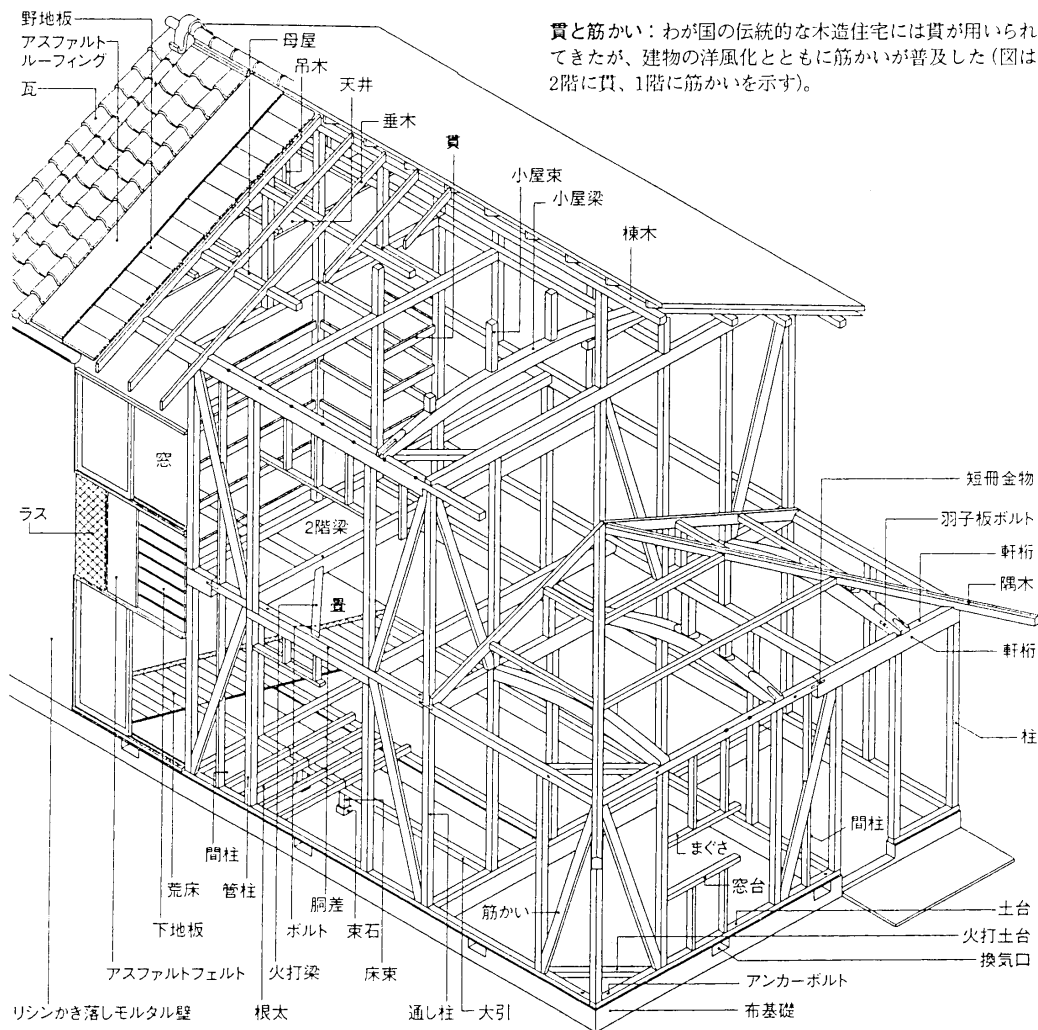 貫と筋かい：わが国の伝統的な木造住宅には貫が用いられ
てきたが、建物の洋風化とともに筋かいが普及した（図は
2階に貫、1階に筋かいを示す）。
野地板
アスファルト
ルーフィング
瓦
母屋
吊木
天井
垂木
貫
小屋束
小屋梁
棟木
窓
ラス
2階梁
畳
短冊金物
羽子板ボルト
軒桁
隅木
軒桁
柱
間柱
まぐさ
窓台
筋かい
土台
火打土台
換気口
アンカーボルト
布基礎
間柱
荒床
管柱
胴差
下地板
ボルト
束石
アスファルトフェルト
火打梁
床束
リシンかき落しモルタル壁
根太
通し柱
大引